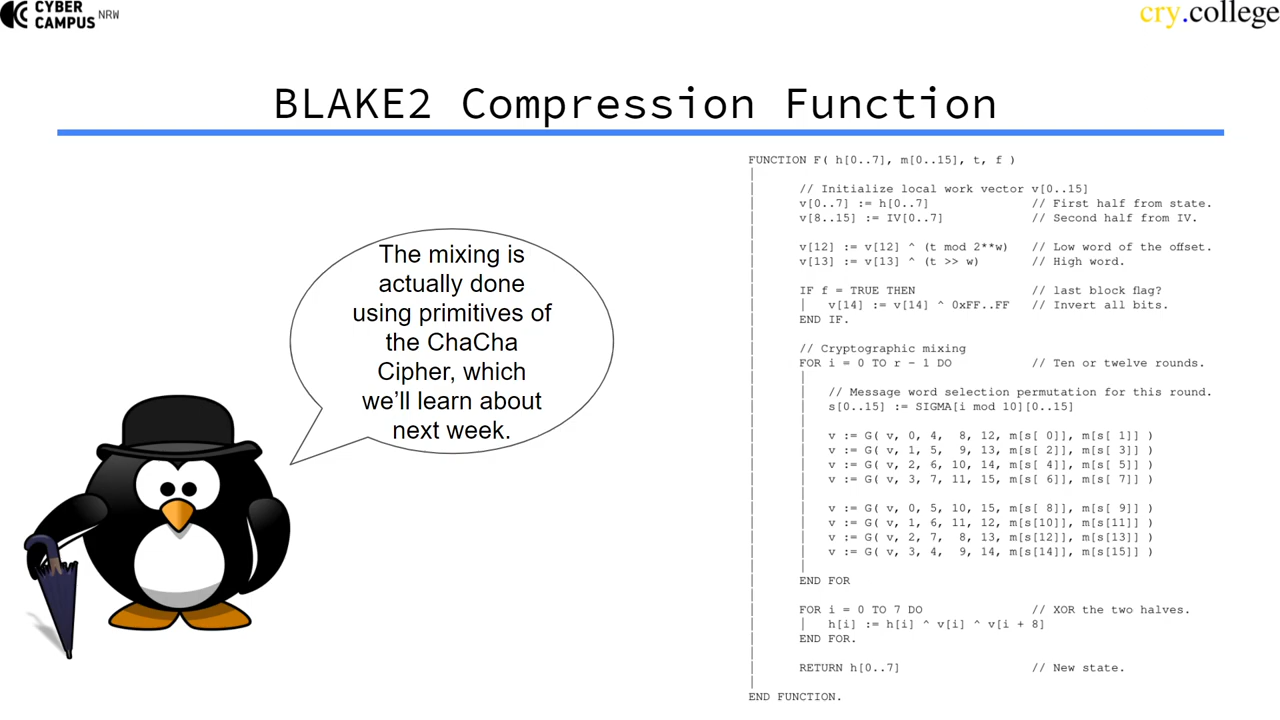 CYBER
CAMPUS NRW
cry.college
BLAKE2 Compression Function
The mixing is
actually done
using primitives of
the ChaCha
Cipher, which
we'll learn about
next week.
FUNCTION F( h[0..7], m[0..15], t, f )
|
| // Initialize local work vector v[0..15]
| v[0..7] := h[0..7] // First half from state.
| v[8..15] := IV[0..7] // Second half from IV.
|
| v[12] := v[12] ^ (t mod 2**w) // Low word of the offset.
| v[13] := v[13] ^ (t >> w) // High word.
|
| IF f = TRUE THEN // last block flag?
| | v[14] := v[14] ^ 0xFF..FF // Invert all bits.
| END IF.
|
| // Cryptographic mixing
| FOR i = 0 TO r - 1 DO // Ten or twelve rounds.
| |
| | // Message word selection permutation for this round.
| | s[0..15] := SIGMA[i mod 10][0..15]
| |
| | v := G( v, 0, 4, 8, 12, m[s[ 0]], m[s[ 1]] )
| | v := G( v, 1, 5, 9, 13, m[s[ 2]], m[s[ 3]] )
| | v := G( v, 2, 6, 10, 14, m[s[ 4]], m[s[ 5]] )
| | v := G( v, 3, 7, 11, 15, m[s[ 6]], m[s[ 7]] )
| |
| | v := G( v, 0, 5, 10, 15, m[s[ 8]], m[s[ 9]] )
| | v := G( v, 1, 6, 11, 12, m[s[10]], m[s[11]] )
| | v := G( v, 2, 7, 8, 13, m[s[12]], m[s[13]] )
| | v := G( v, 3, 4, 9, 14, m[s[14]], m[s[15]] )
| |
| END FOR
|
| FOR i = 0 TO 7 DO // XOR the two halves.
| | h[i] := h[i] ^ v[i] ^ v[i + 8]
| END FOR.
|
| RETURN h[0..7] // New state.
|
END FUNCTION.